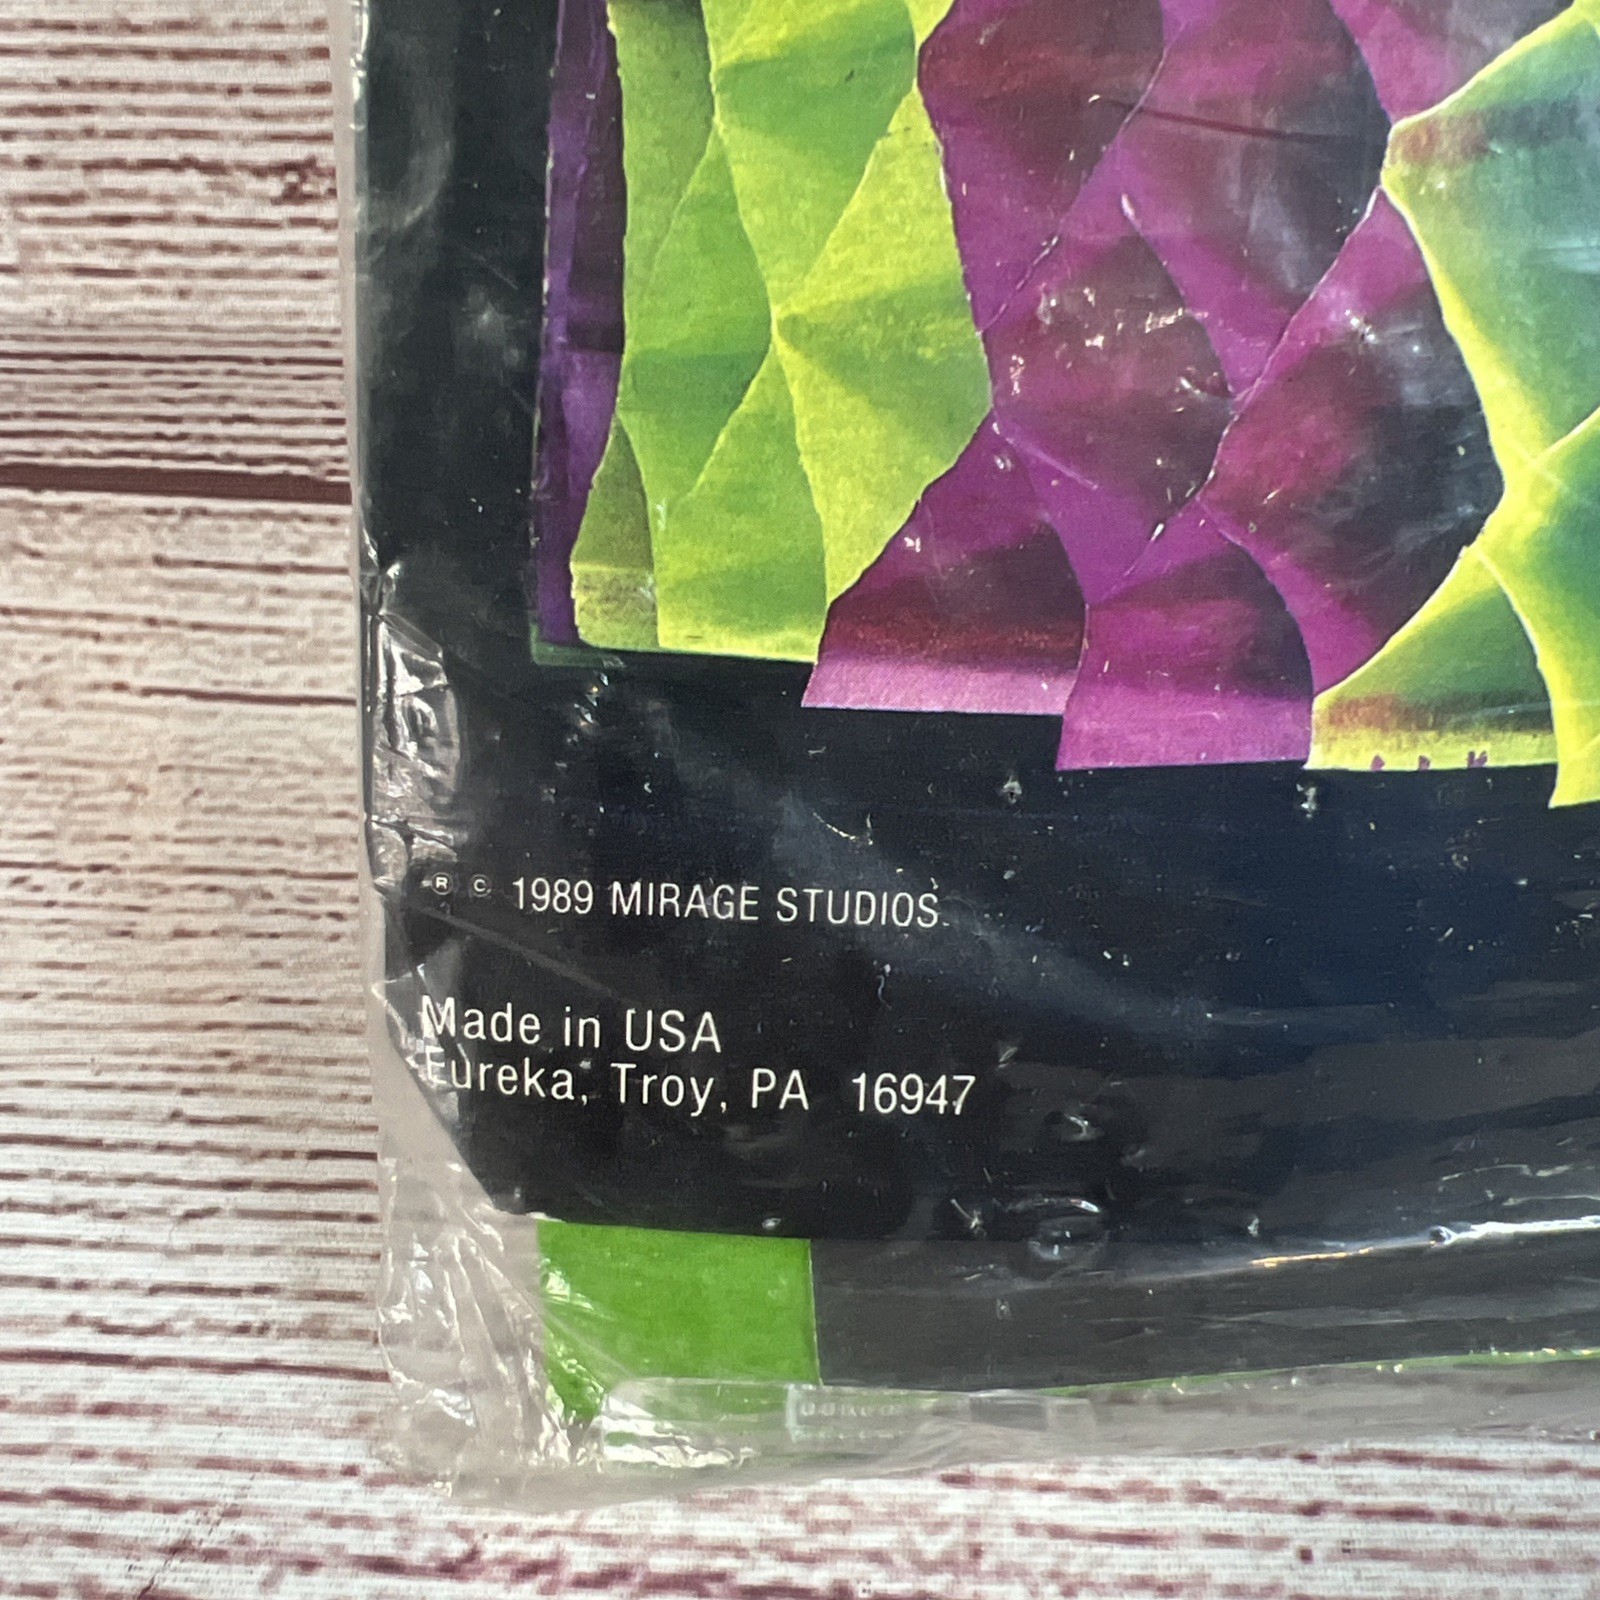 ® © 1989 MIRAGE STUDIOS.
Made in USA
Eureka, Troy, PA 16947